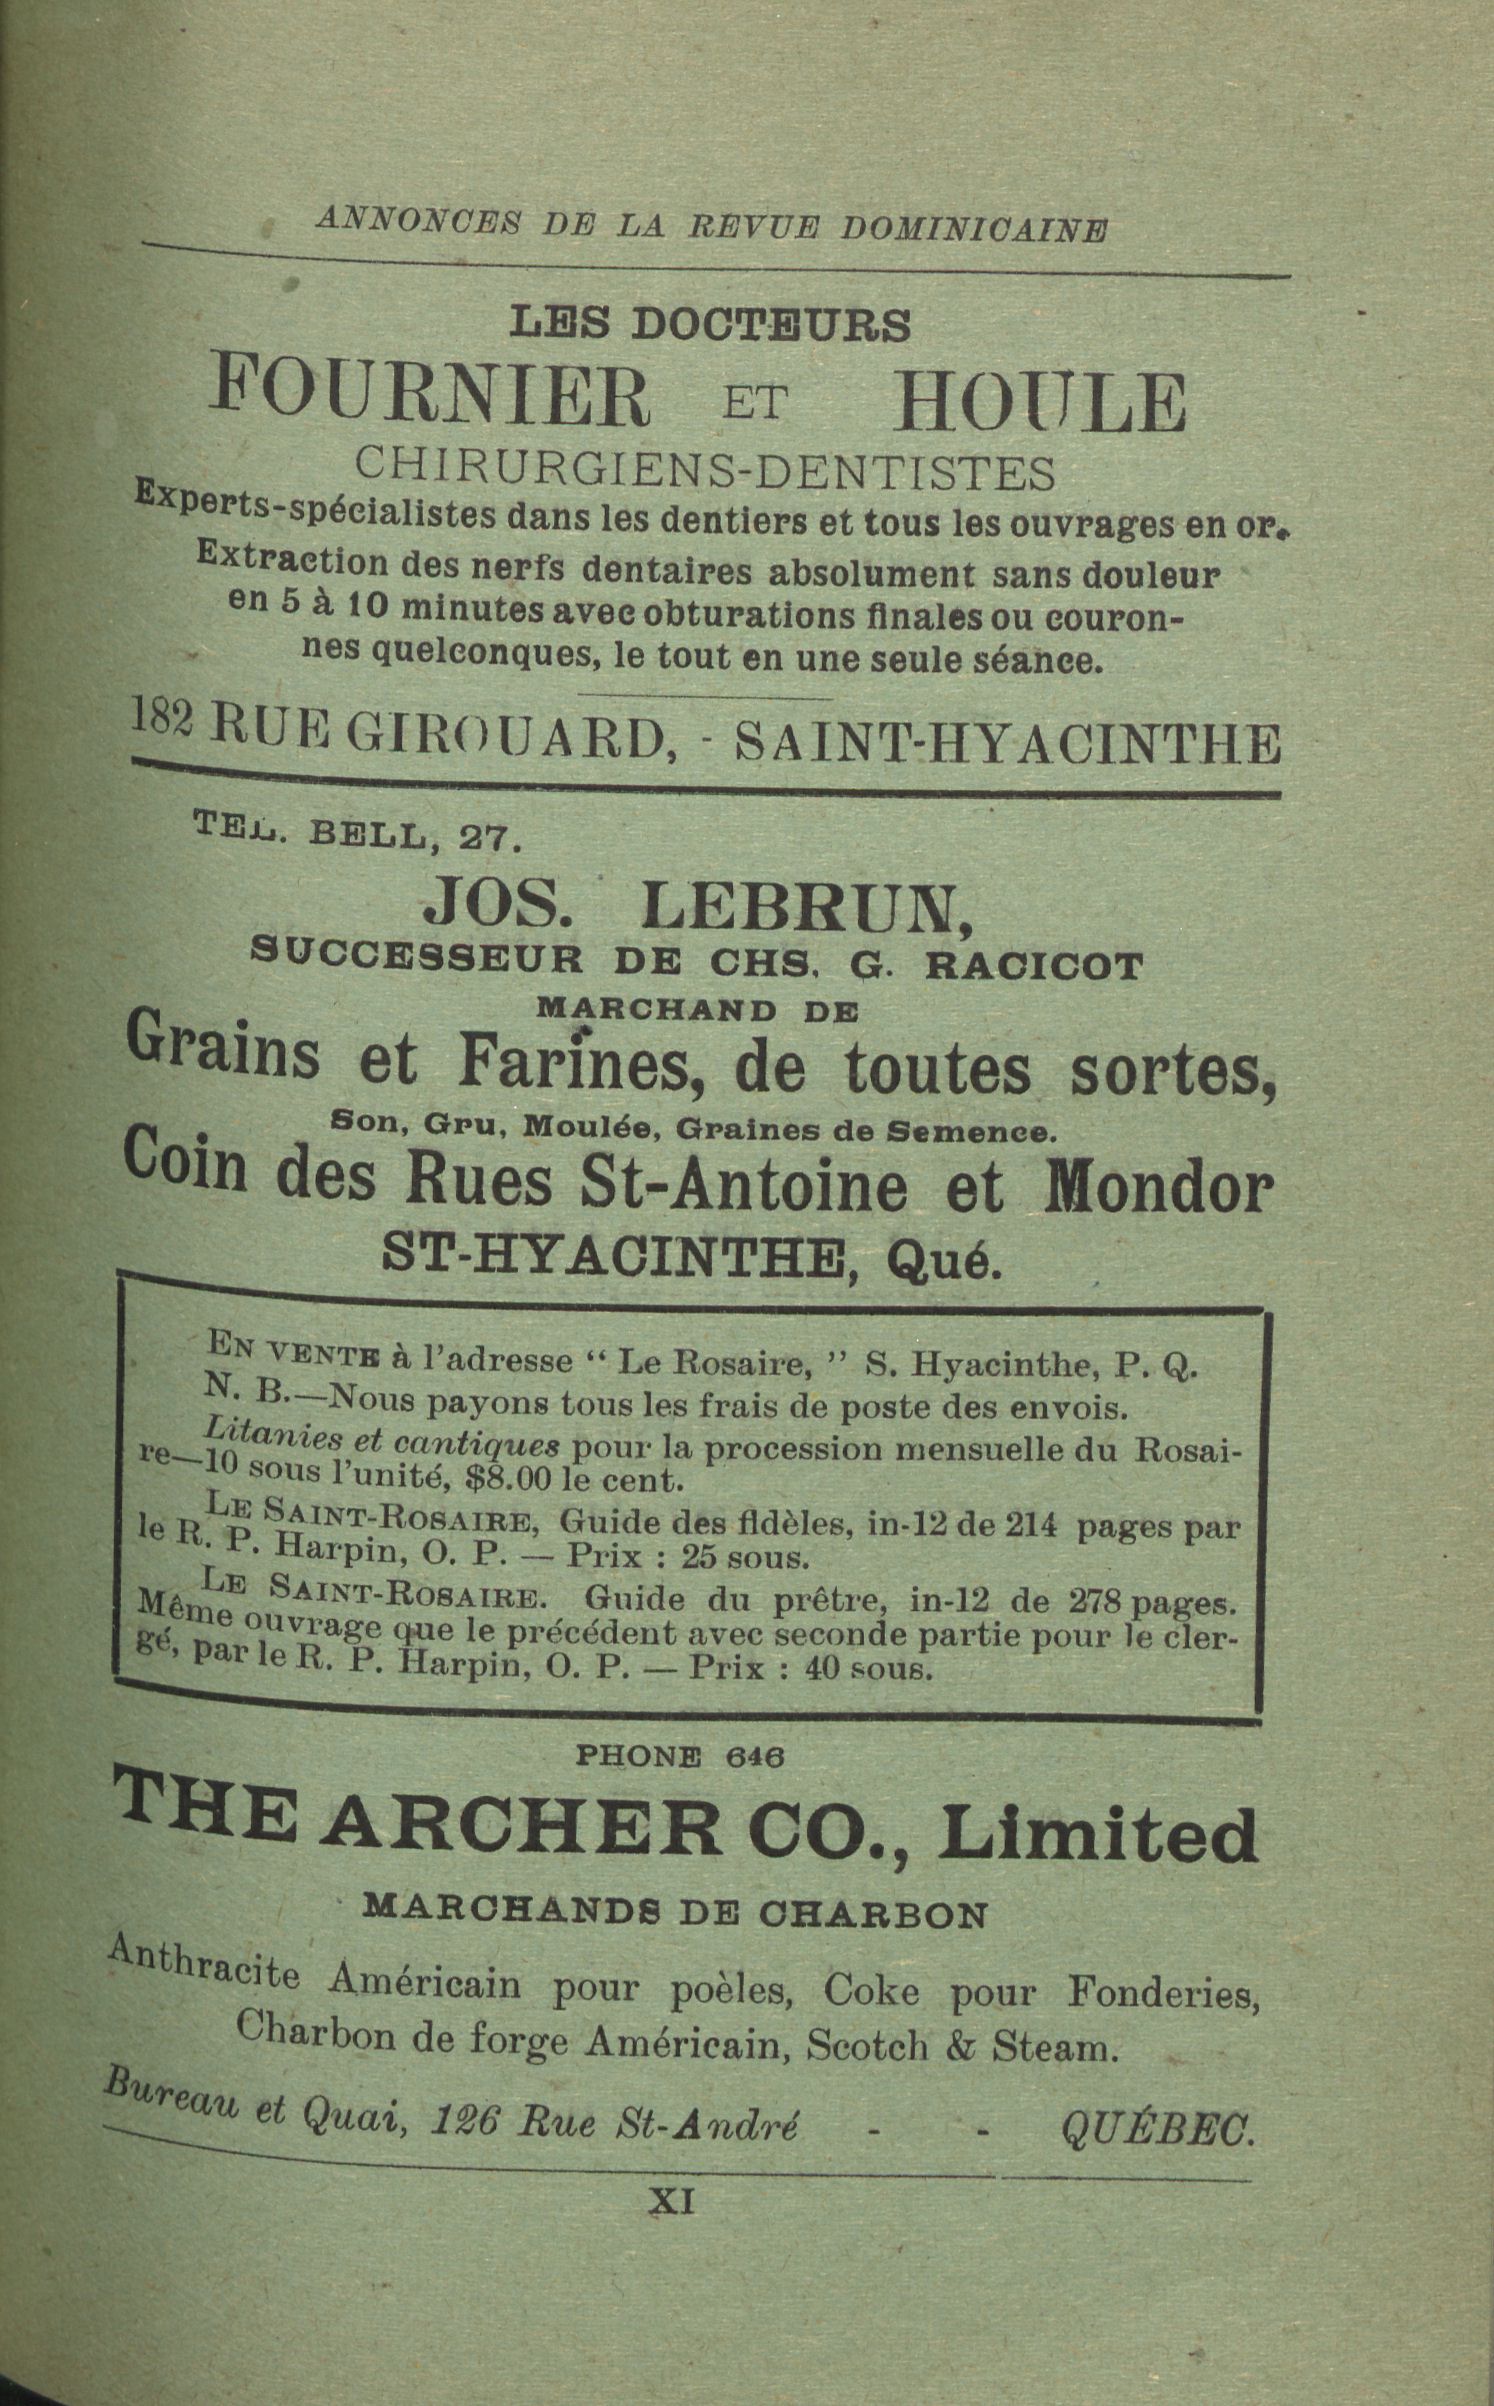 ANNONCES DE LA REVUE DOMINICAINE
LES DOCTEURS
FOURNIER ET HOULE
CHIRURGIENS-DENTISTES
Experts-spécialistes dans les dentiers et tous les ouvrages en or.
Extraction des nerfs dentaires absolument sans douleur
en 5 à 10 minutes avec obturations finales ou couron-
nes quelconques, le tout en une seule séance.
182 RUE GIROUARD, - SAINT-HYACINTHE
TEL. BELL, 27.
JOS. LEBRUN,
SUCCESSEUR DE CHS. G. RACICOT
MARCHAND DE
Grains et Farines, de toutes sortes,
Son, Gru, Moulée, Graines de Semence.
Coin des Rues St-Antoine et Mondor
ST-HYACINTHE, Qué.
EN VENTE à l'adresse “ Le Rosaire, ” S. Hyacinthe, P. Q.
N. B.—Nous payons tous les frais de poste des envois.
Litanies et cantiques pour la procession mensuelle du Rosai-
re—10 sous l'unité, $8.00 le cent.
LE SAINT-ROSAIRE, Guide des fidèles, in-12 de 214 pages par
le R. P. Harpin, O. P. — Prix : 25 sous.
LE SAINT-ROSAIRE. Guide du prêtre, in-12 de 278 pages.
Même ouvrage que le précédent avec seconde partie pour le cler-
gé, par le R. P. Harpin, O. P. — Prix : 40 sous.
PHONE 646
THE ARCHER CO., Limited
MARCHANDS DE CHARBON
Anthracite Américain pour poèles, Coke pour Fonderies,
Charbon de forge Américain, Scotch & Steam.
Bureau et Quai, 126 Rue St-André - - QUÉBEC.
XI